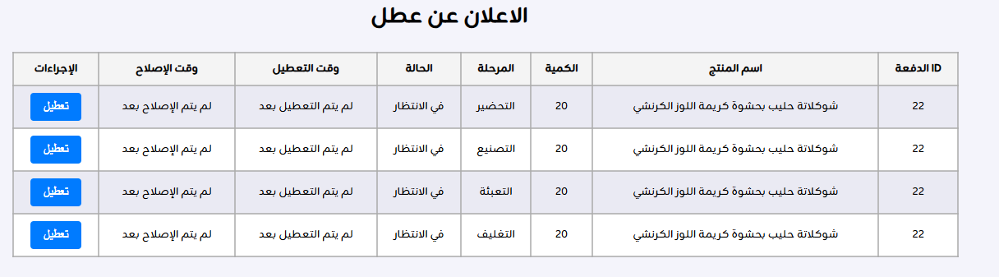 الاعلان عن عطل
ID الدفعة اسم المنتج الكمية المرحلة الحالة وقت التعطيل وقت الإصلاح الإجراءات
22 شوكلاتة حليب بحشوة كريمة اللوز الكرنشي 20 التحضير في الانتظار لم يتم التعطيل بعد لم يتم الإصلاح بعد تعطيل
22 شوكلاتة حليب بحشوة كريمة اللوز الكرنشي 20 التصنيع في الانتظار لم يتم التعطيل بعد لم يتم الإصلاح بعد تعطيل
22 شوكلاتة حليب بحشوة كريمة اللوز الكرنشي 20 التعبئة في الانتظار لم يتم التعطيل بعد لم يتم الإصلاح بعد تعطيل
22 شوكلاتة حليب بحشوة كريمة اللوز الكرنشي 20 التغليف في الانتظار لم يتم التعطيل بعد لم يتم الإصلاح بعد تعطيل